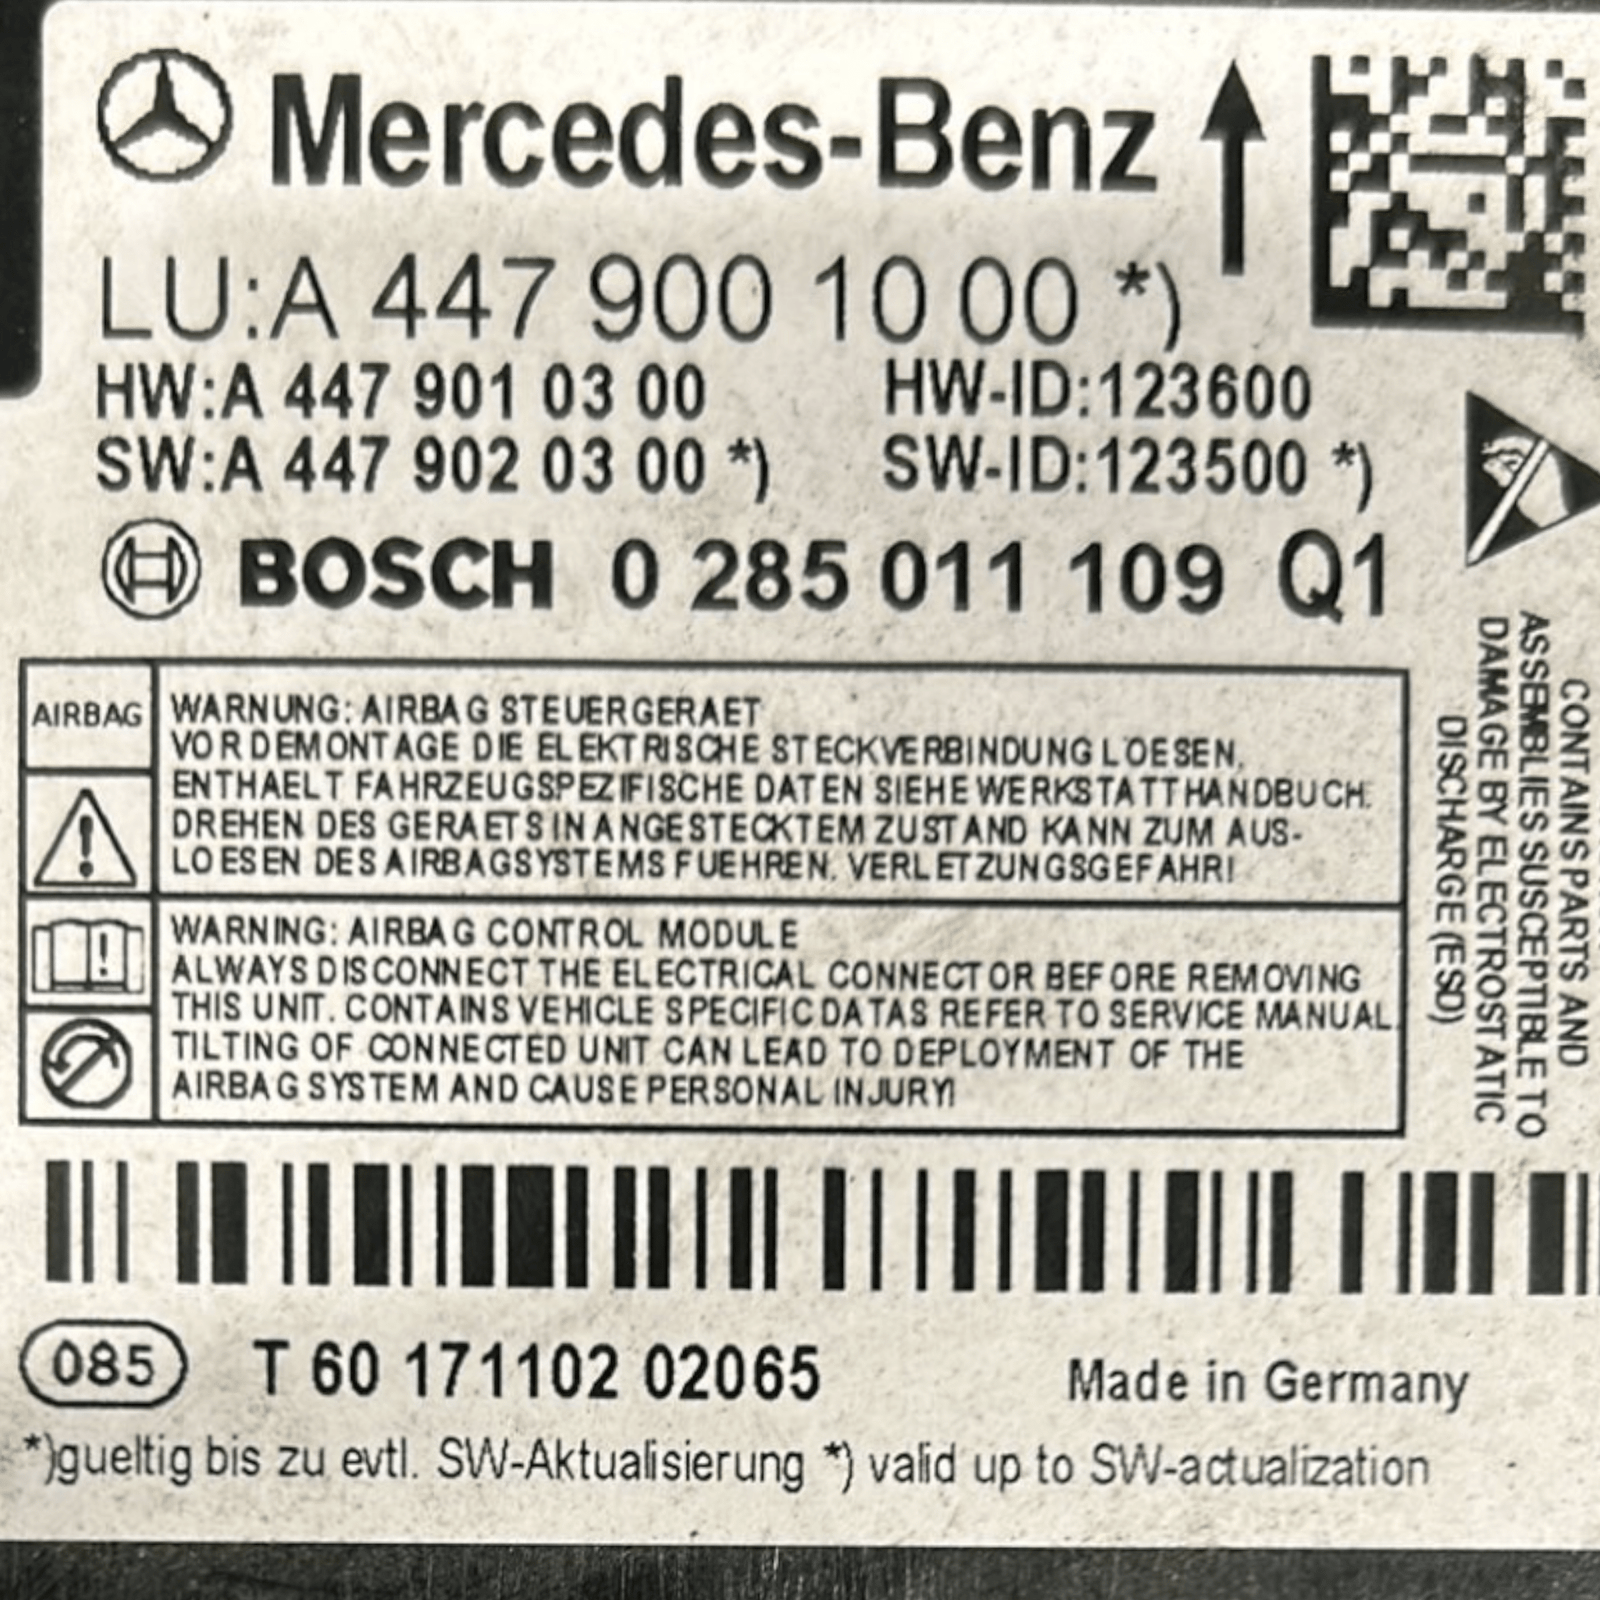 Mercedes-Benz
LU:A 447 900 10 00 *)
HW:A 447 901 03 00 HW-ID:123600
SW:A 447 902 03 00 *) SW-ID:123500 *)
BOSCH 0 285 011 109 Q1
AIRBAG
WARNUNG: AIRBAG STEUERGERAET
VOR DEMONTAGE DIE ELEKTRISCHE STECKVERBINDUNG LOESEN.
ENTHAELT FAHRZEUGSPEZIFISCHE DATEN SIEHE WERKSTATTHANDBUCH.
DREHEN DES GERAETS IN ANGESTECKTEM ZUSTAND KANN ZUM AUS-
LOESEN DES AIRBAGSYSTEMS FUEHREN. VERLETZUNGSGEFAHR!
WARNING: AIRBAG CONTROL MODULE
ALWAYS DISCONNECT THE ELECTRICAL CONNECTOR BEFORE REMOVING
THIS UNIT. CONTAINS VEHICLE SPECIFIC DATAS REFER TO SERVICE MANUAL
TILTING OF CONNECTED UNIT CAN LEAD TO DEPLOYMENT OF THE
AIRBAG SYSTEM AND CAUSE PERSONAL INJURY!
CONTAINS PARTS AND
ASSEMBLIES SUSCEPTIBLE TO
DAMAGE BY ELECTROSTATIC
DISCHARGE (ESD)
085 T 60 171102 02065 Made in Germany
*)gueltig bis zu evtl. SW-Aktualisierung *) valid up to SW-actualization